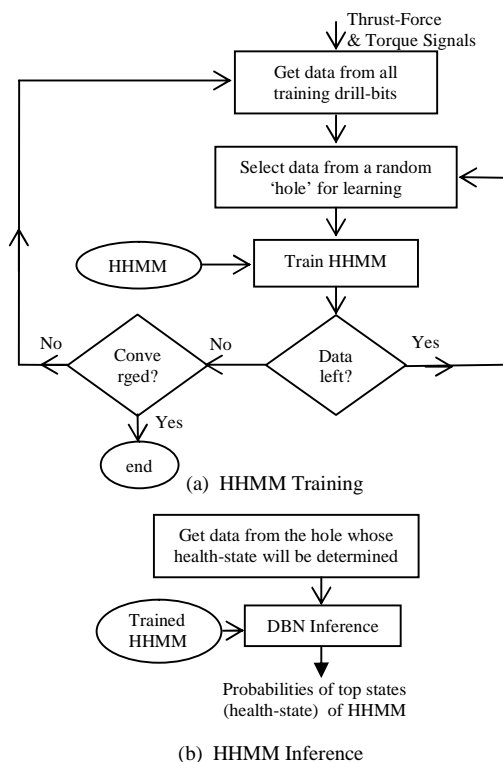 Thrust-Force
& Torque Signals
Get data from all
training drill-bits
Select data from a random
‘hole’ for learning
HHMM
Train HHMM
No
Conve
rged?
No
Data
left?
Yes
Yes
end
(a) HHMM Training
Get data from the hole whose
health-state will be determined
Trained
HHMM
DBN Inference
Probabilities of top states
(health-state) of HHMM
(b) HHMM Inference